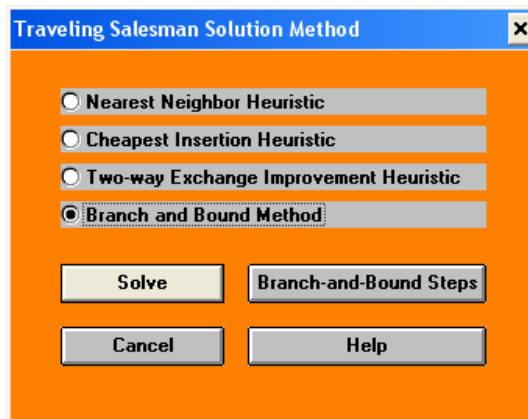 Traveling Salesman Solution Method
Nearest Neighbor Heuristic
Cheapest Insertion Heuristic
Two-way Exchange Improvement Heuristic
Branch and Bound Method
Solve
Branch-and-Bound Steps
Cancel
Help